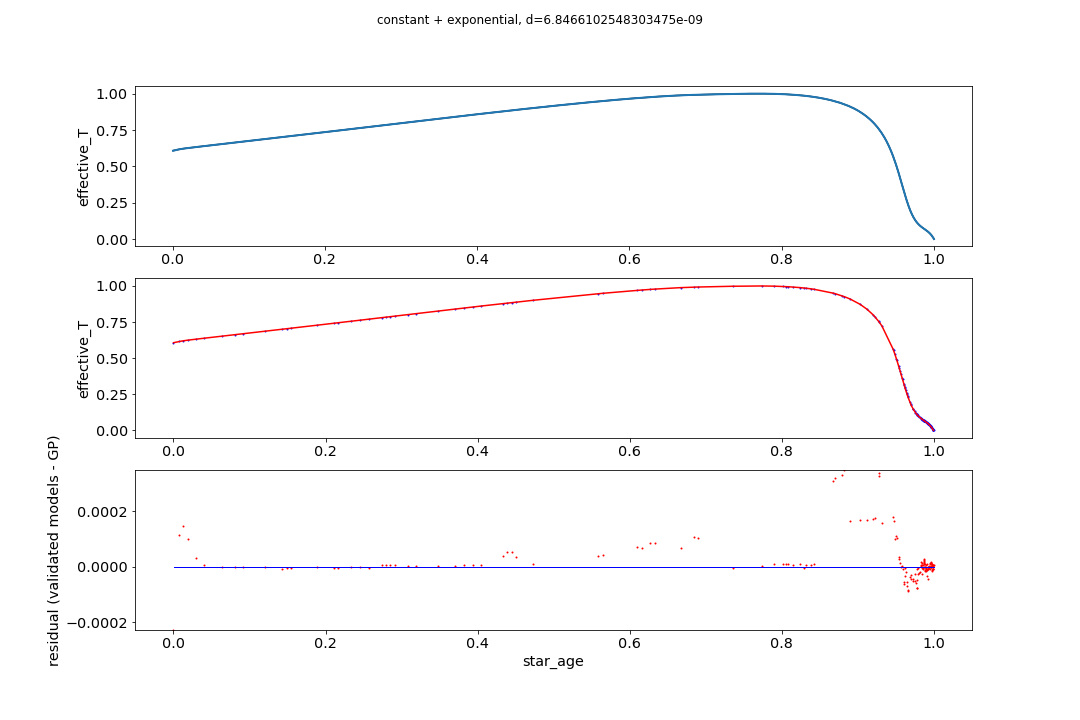 constant + exponential, d=6.8466102548303475e-09
1.00
0.75
0.50
0.25
0.00
effective_T
0.0 0.2 0.4 0.6 0.8 1.0
1.00
0.75
0.50
0.25
0.00
effective_T
0.0 0.2 0.4 0.6 0.8 1.0
0.0002
0.0000
−0.0002
residual (validated models - GP)
0.0 0.2 0.4 0.6 0.8 1.0
star_age